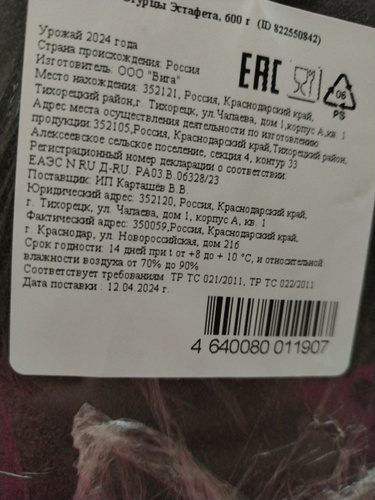 Эстафета, 600 г (ID 822550842)
Урожай 2024 года
Страна происхождения: Россия
Изготовитель: ООО "Вига"
Место нахождения: 352121, Россия, Краснодарский край,
Тихорецкий район, г. Тихорецк, ул. Чапаева, дом 1, корпус А, кв. 1
Адрес места осуществления деятельности по изготовлению
продукции: 352105, Россия, Краснодарский край, Тихорецкий район,
Алексеевское сельское поселение, секция 4, контур 33
Регистрационный номер декларации о соответствии:
ЕАЭС N RU Д-RU. РА03.В.06328/23
Поставщик: ИП Карташёв В.В.
Юридический адрес: 352120, Россия, Краснодарский край,
г. Тихорецк, ул. Чапаева, дом 1, корпус А, кв. 1
Фактический адрес: 350059, Россия, Краснодарский край,
г. Краснодар, ул. Новороссийская, дом 216
Срок годности: 14 дней при t от +8 до + 10 °С, и относительной
влажности воздуха от 70% до 90%
Соответствует требованиям ТР ТС 021/2011, ТР ТС 022/2011
Дата поставки : 12.04.2024 г.
EAC
06
PS
4 640080 011907